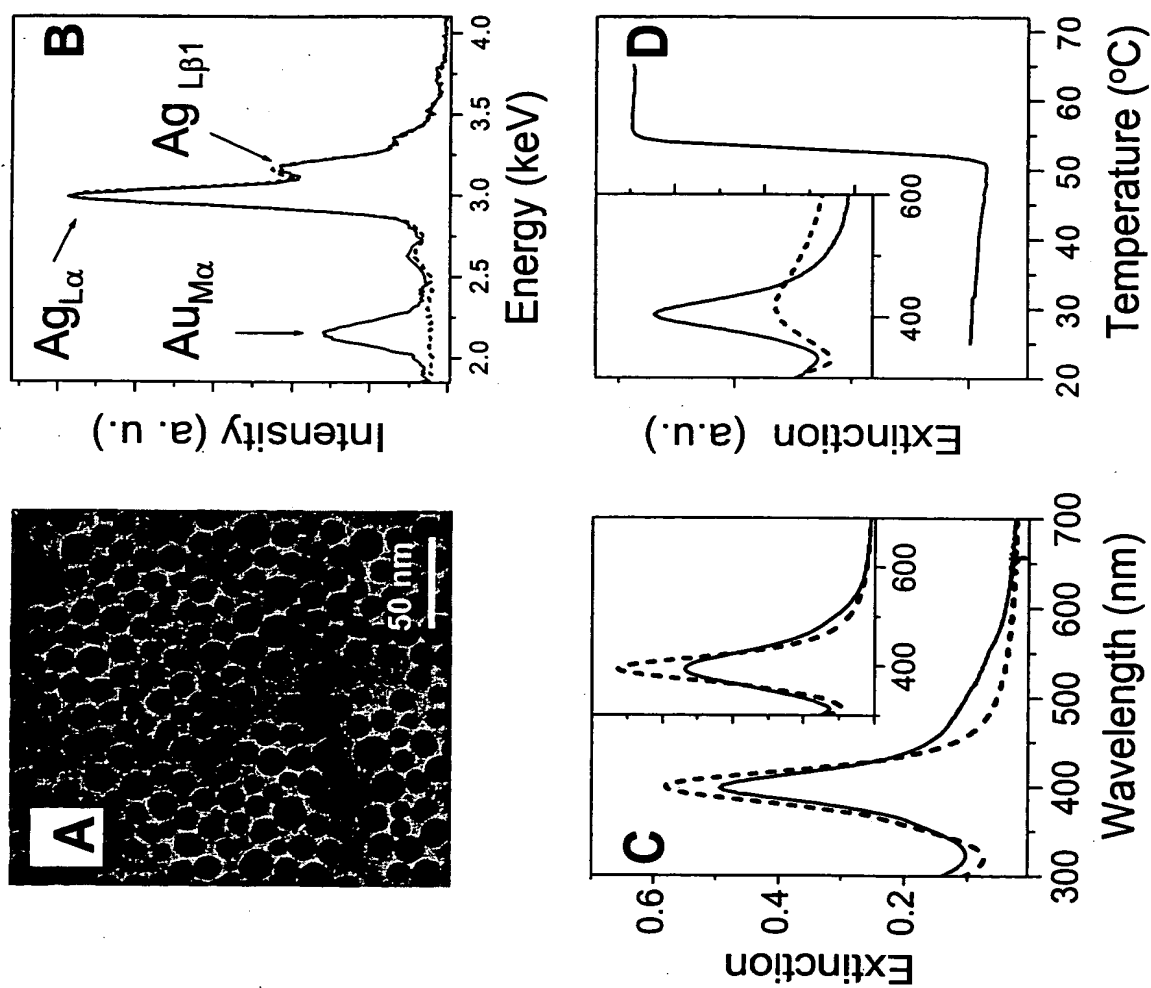 A
50 nm
B
Ag Lα
Au Mα
Ag Lβ1
Intensity (a. u.)
2.0 2.5 3.0 3.5 4.0
Energy (keV)
C
Extinction
0.2 0.4 0.6
300 400 500 600 700
Wavelength (nm)
400 600
D
Extinction (a.u.)
20 30 40 50 60 70
Temperature (ºC)
400 600